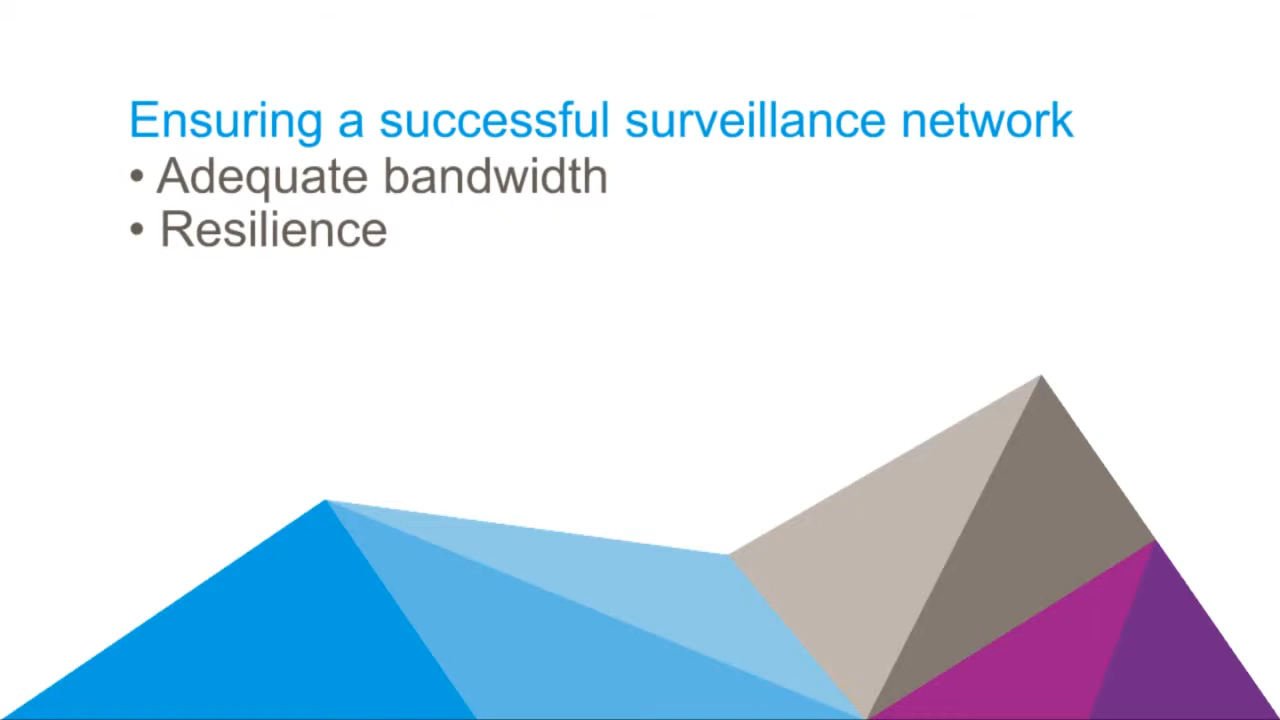 Ensuring a successful surveillance network
• Adequate bandwidth
• Resilience